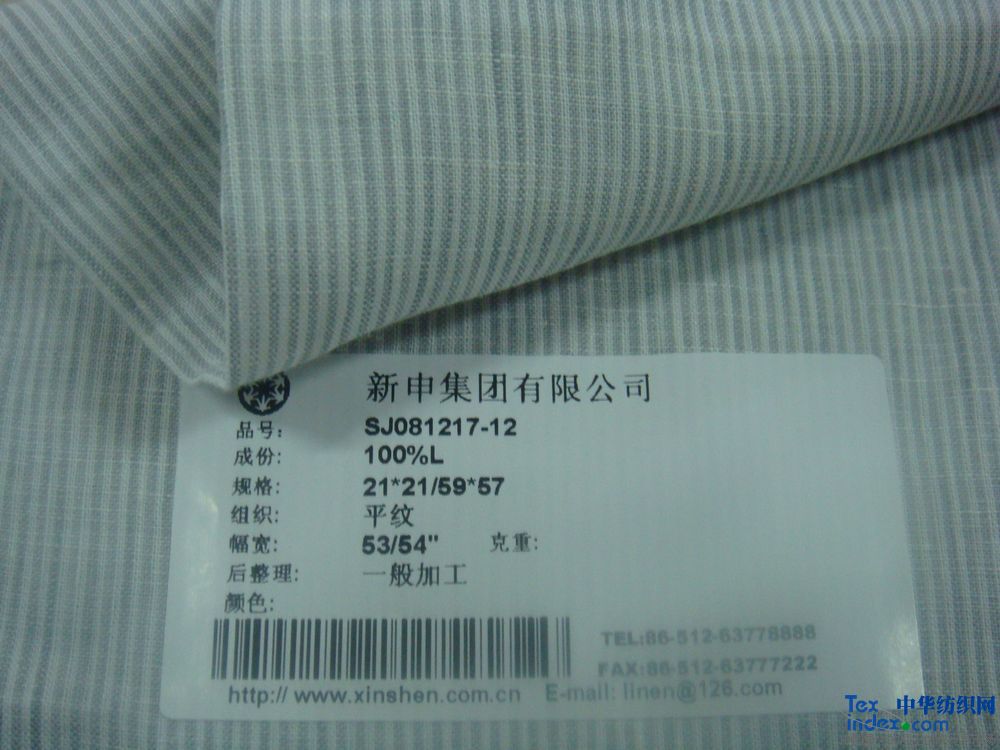 新申集团有限公司
品号: SJ081217-12
成份: 100%L
规格: 21*21/59*57
组织: 平纹
幅宽: 53/54" 克重:
后整理: 一般加工
颜色:
TEL:86-512-63778888
FAX:86-512-63777222
http:// www.xinshen.com.cn E-mail: linen@126.com
Tex 中华纺织网
index.com